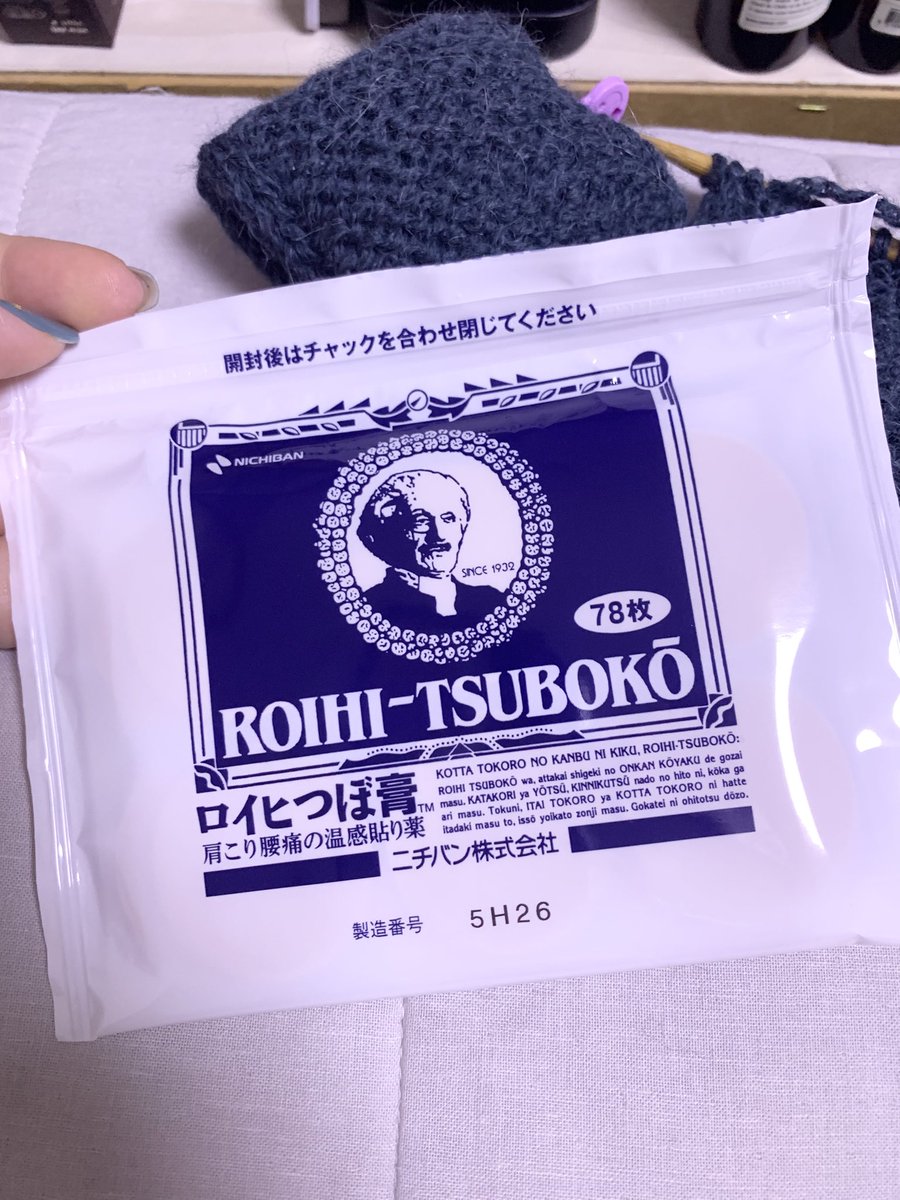 開封後はチャックを合わせ閉じてください
NICHIBAN
SINCE 1932
78枚
ROIHI-TSUBOKŌ
KOTTA TOKORO NO KANBU NI KIKU, ROIHI-TSUBOKŌ:
ROIHI TSUBOKŌ wa, attakai shigeki no ONKAN KŌYAKU de gozai
masu. KATAKORI ya YŌTSŪ, KINNIKUTSŪ nado no hito ni, kōka ga
ari masu. Tokuni, ITAI TOKORO ya KOTTA TOKORO ni hatte
itadaki masu to, issō yoikato zonji masu. Gokatei ni ohitotsu dōzo.
ロイヒつぼ膏™
肩こり腰痛の温感貼り薬
ニチバン株式会社
製造番号 5H26